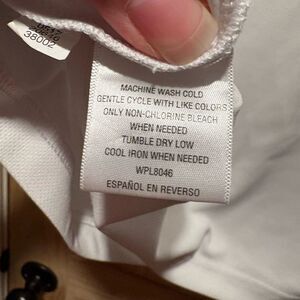 38002
MACHINE WASH COLD
GENTLE CYCLE WITH LIKE COLORS
ONLY NON-CHLORINE BLEACH
WHEN NEEDED
TUMBLE DRY LOW
COOL IRON WHEN NEEDED
WPL8046
ESPAÑOL EN REVERSO